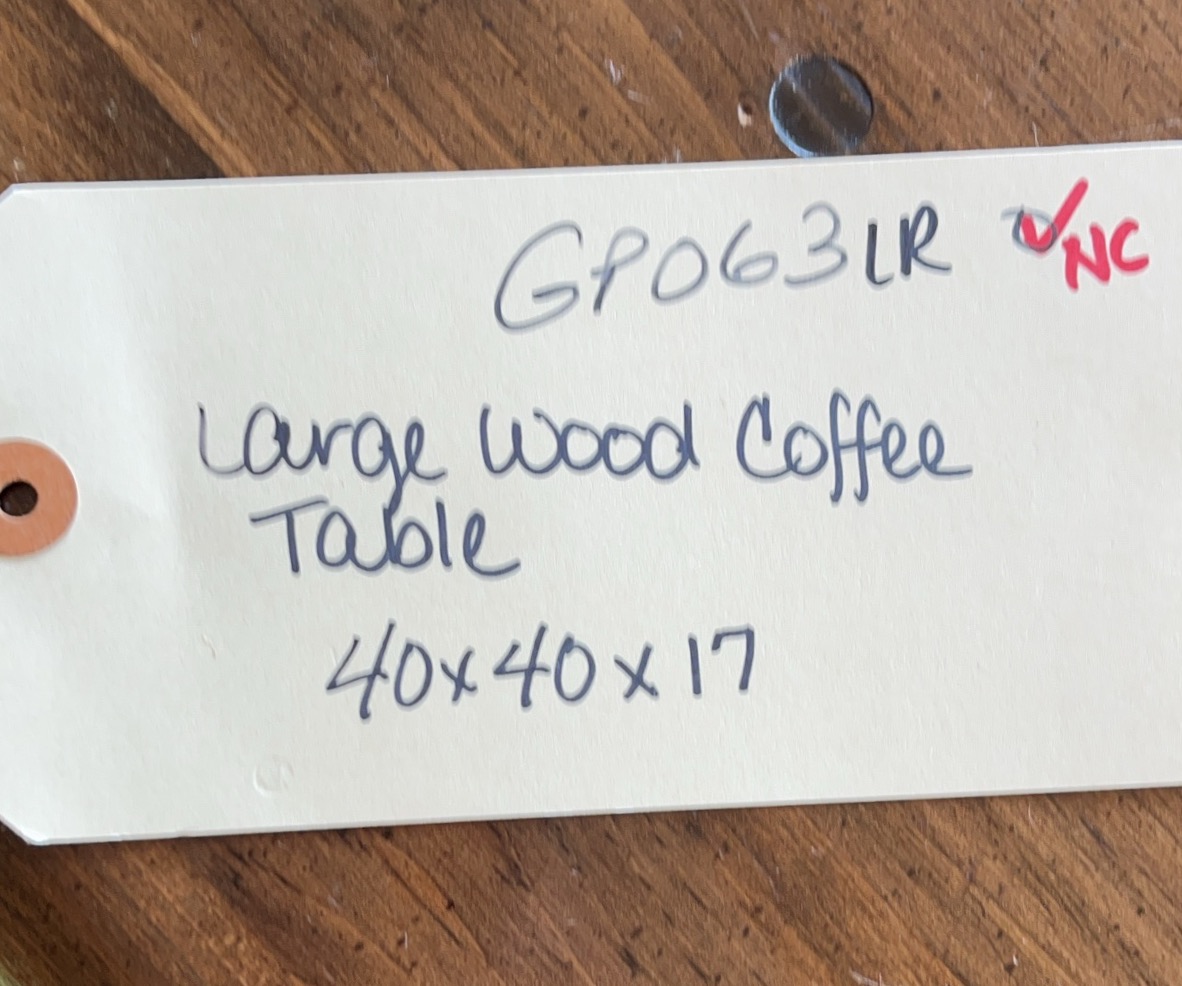 GP063LR ✓NC
Large Wood Coffee
Table
40x40x17